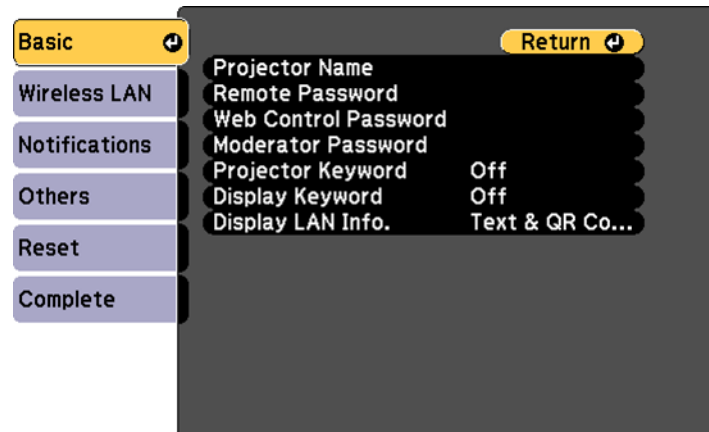 Basic
Wireless LAN
Notifications
Others
Reset
Complete
Return
Projector Name
Remote Password
Web Control Password
Moderator Password
Projector Keyword Off
Display Keyword Off
Display LAN Info. Text & QR Co...